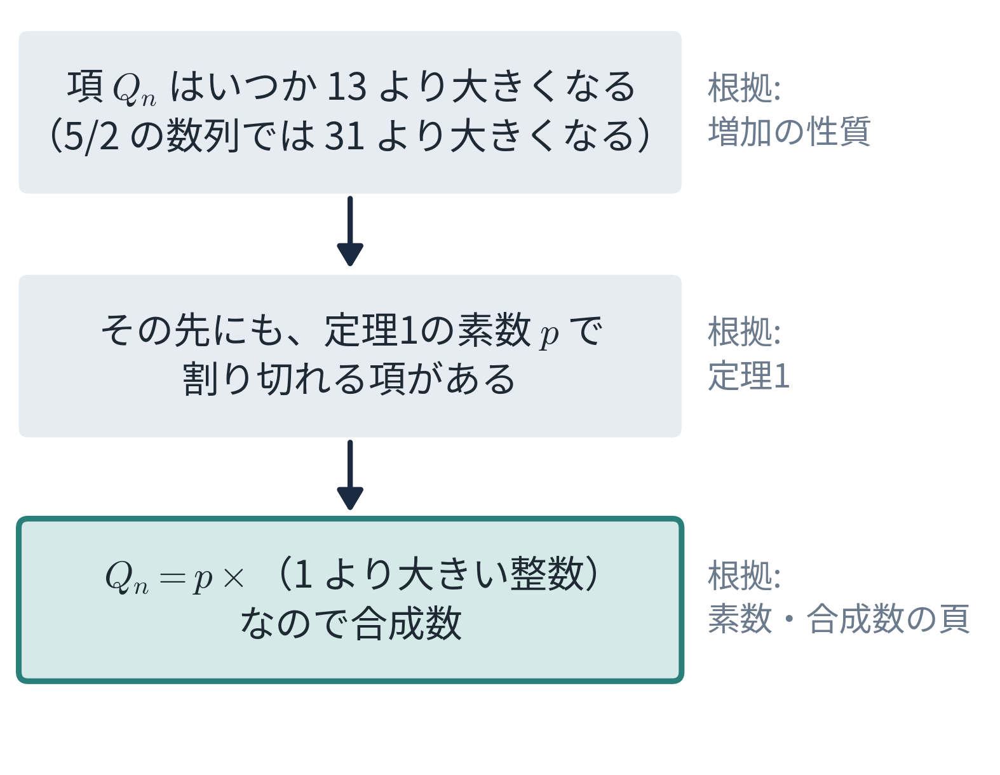 項 Qn はいつか 13 より大きくなる
（5/2 の数列では 31 より大きくなる）
根拠:
増加の性質
その先にも、定理1の素数 p で
割り切れる項がある
根拠:
定理1
Qn = p × （1 より大きい整数）
なので合成数
根拠:
素数・合成数の頁